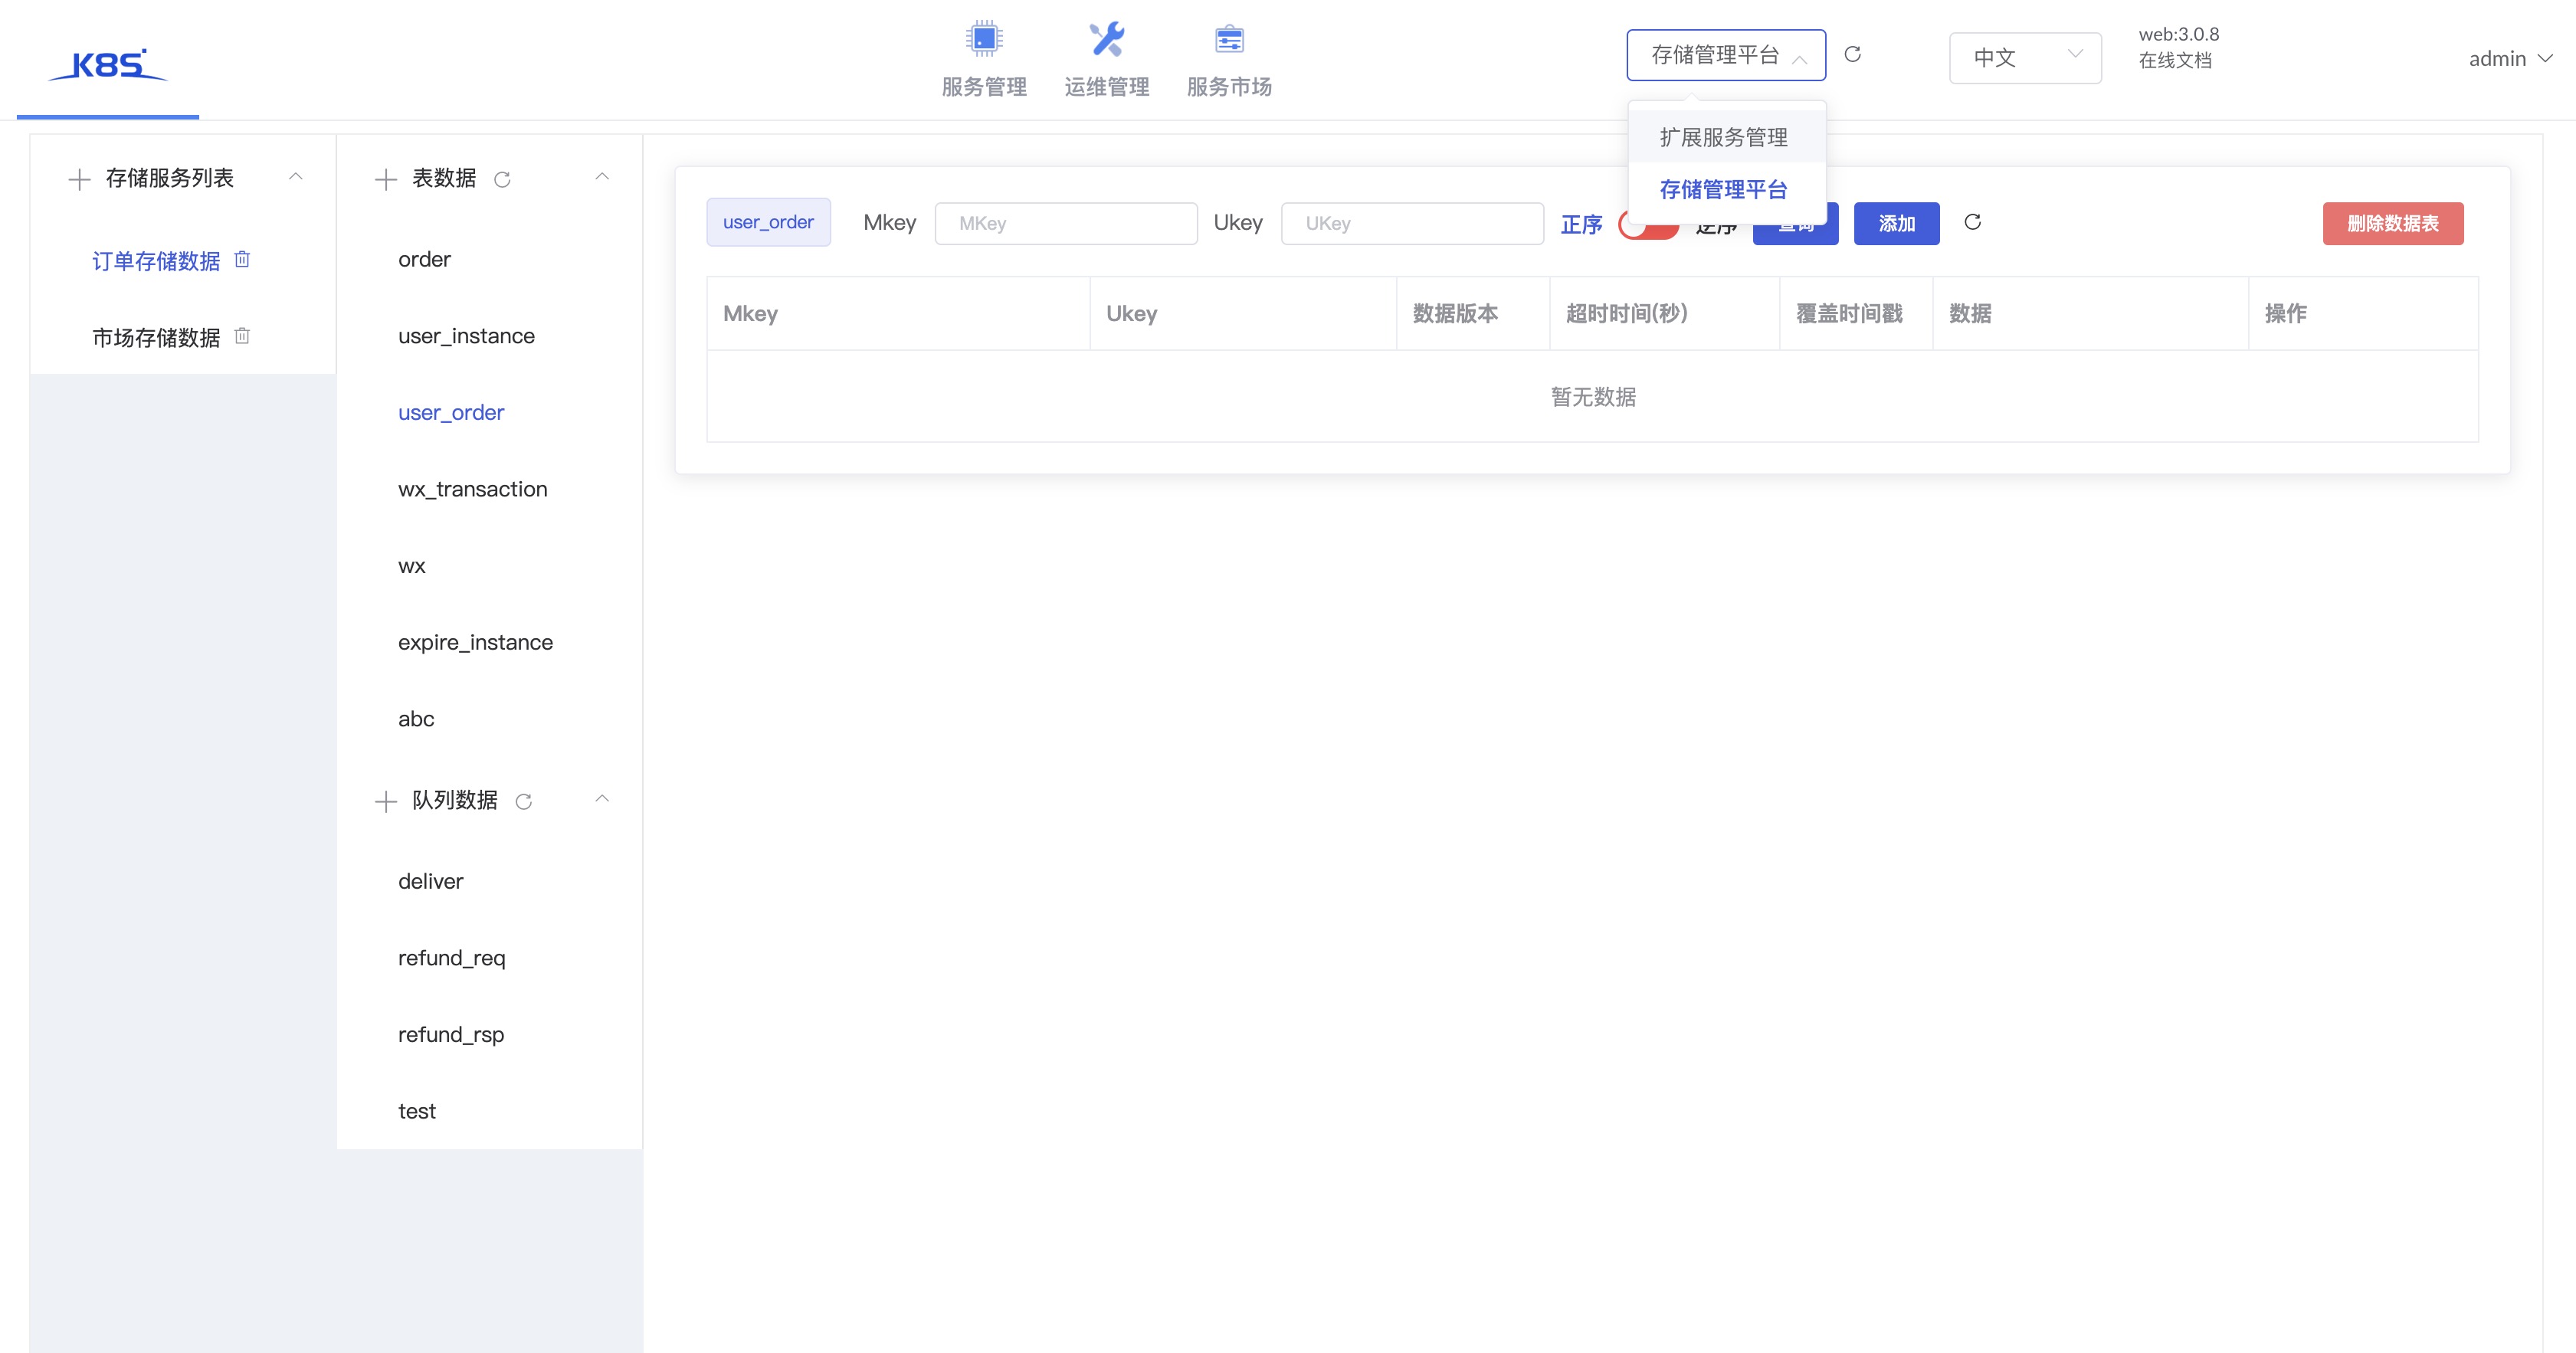 K8S
服务管理
运维管理
服务市场
存储管理平台
中文
web:3.0.8
在线文档
admin
扩展服务管理
存储管理平台
存储服务列表
订单存储数据
市场存储数据
表数据
order
user_instance
user_order
wx_transaction
wx
expire_instance
abc
队列数据
deliver
refund_req
refund_rsp
test
user_order
Mkey
MKey
Ukey
UKey
正序
逆序
查询
添加
删除数据表
Mkey
Ukey
数据版本
超时时间(秒)
覆盖时间戳
数据
操作
暂无数据